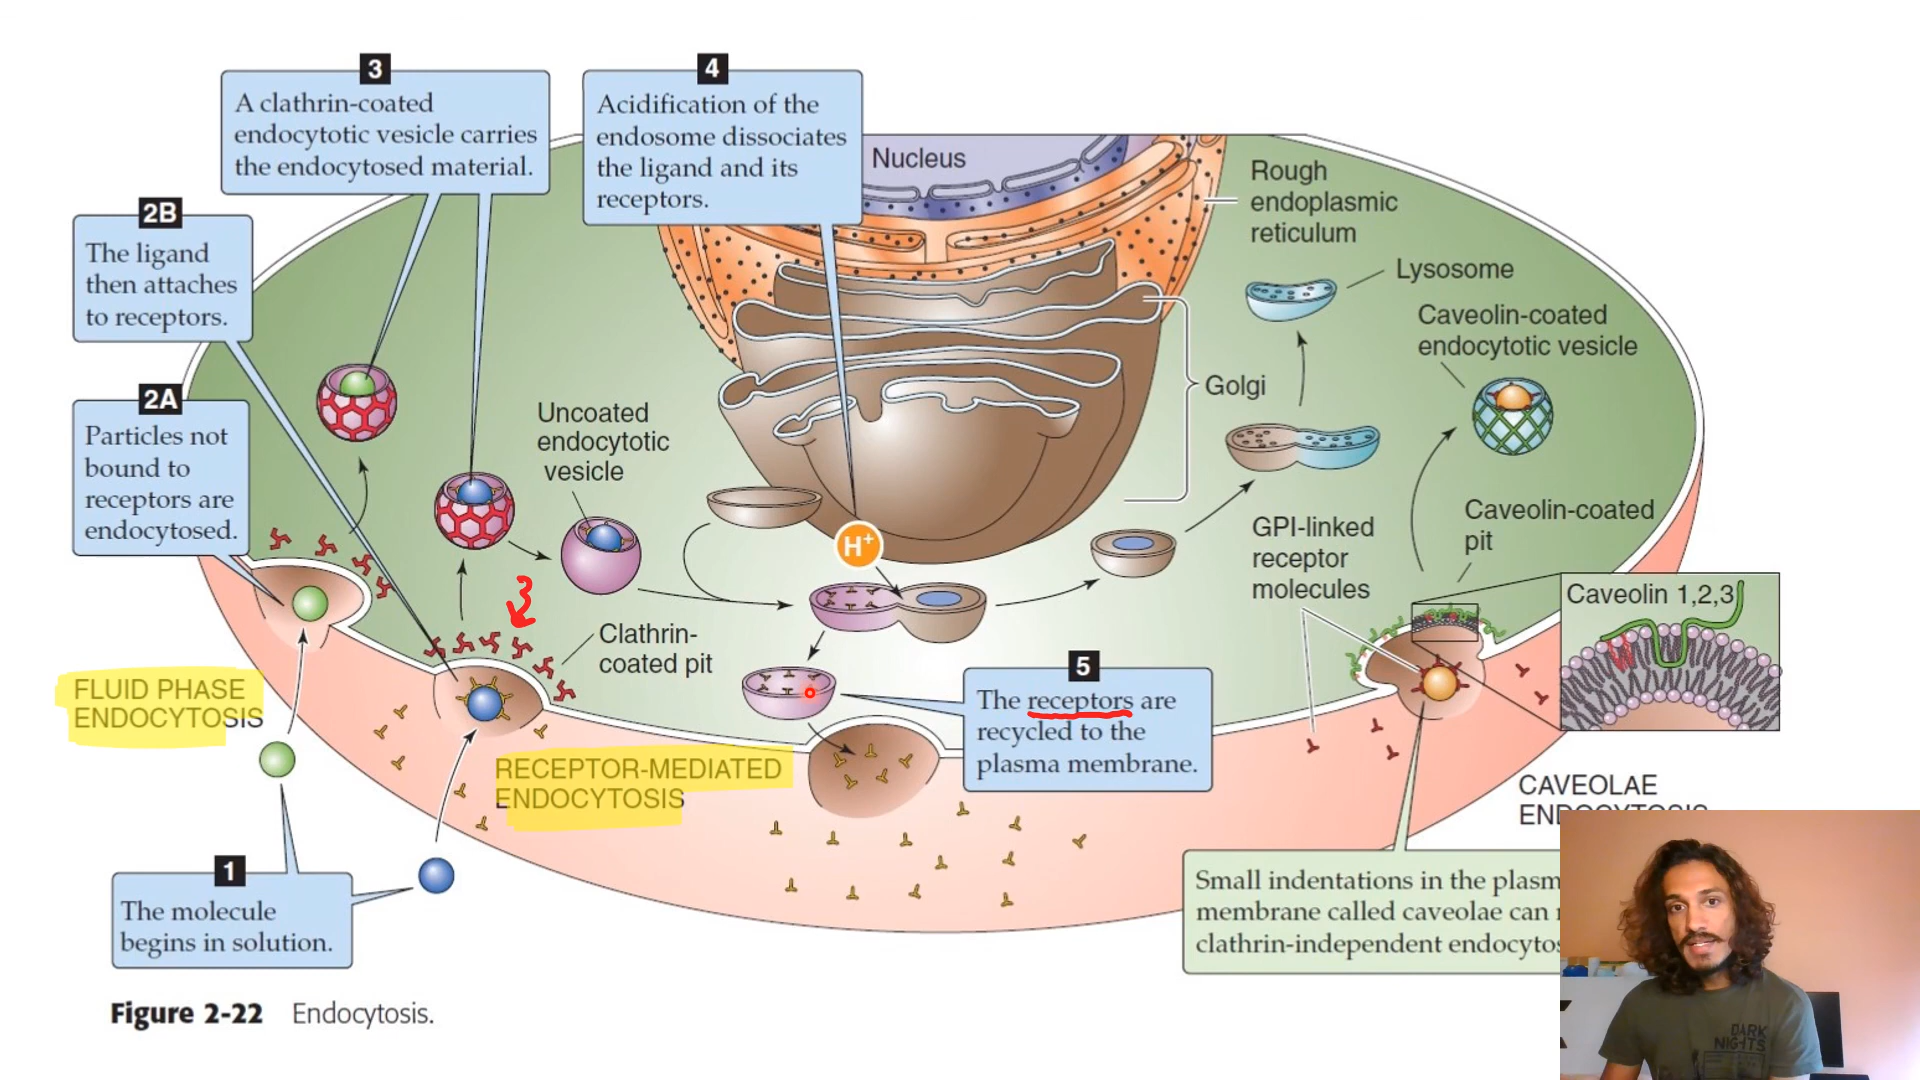 3
A clathrin-coated
endocytotic vesicle carries
the endocytosed material.
4
Acidification of the
endosome dissociates
the ligand and its
receptors.
Nucleus
Rough
endoplasmic
reticulum
Lysosome
2B
The ligand
then attaches
to receptors.
Caveolin-coated
endocytotic vesicle
Golgi
2A
Particles not
bound to
receptors are
endocytosed.
Uncoated
endocytotic
vesicle
H+
GPI-linked
receptor
molecules
Caveolin-coated
pit
Caveolin 1,2,3
Clathrin-
coated pit
5
The receptors are
recycled to the
plasma membrane.
FLUID PHASE
ENDOCYTOSIS
RECEPTOR-MEDIATED
ENDOCYTOSIS
CAVEOLAE
1
The molecule
begins in solution.
Small indentations in the
membrane called caveolae can
clathrin-independent
Figure 2-22 Endocytosis.
DARK
NIGHTS